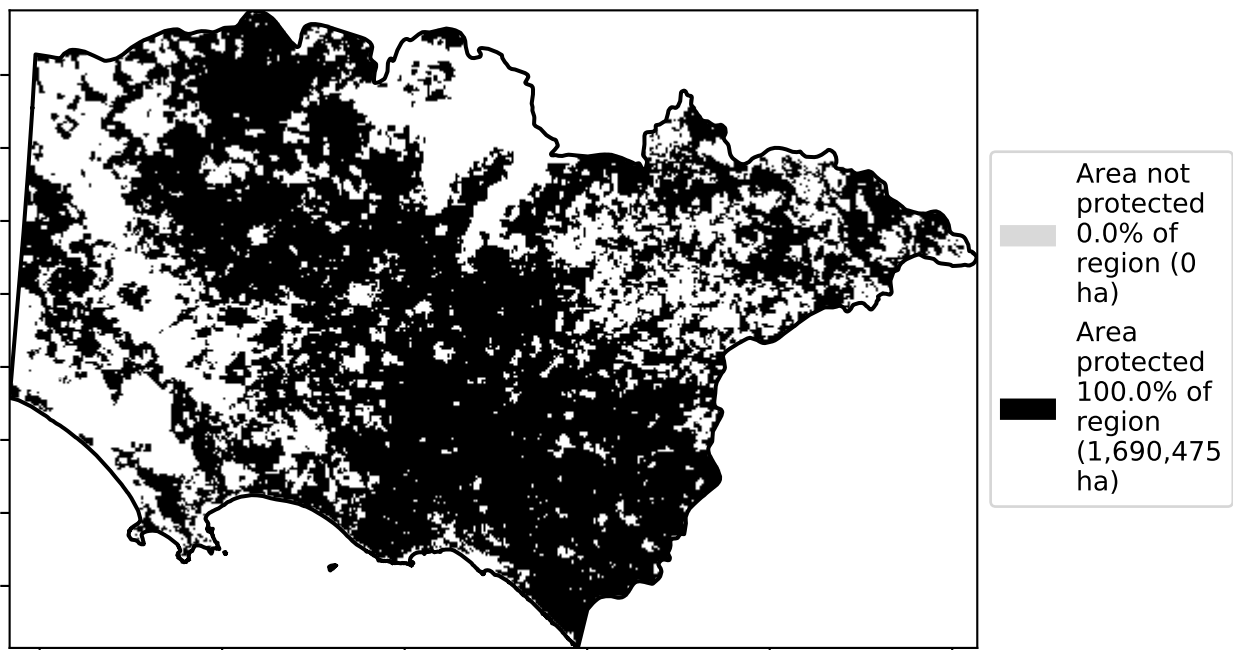 Area not
protected
0.0% of
region (0
ha)
Area
protected
100.0% of
region
(1,690,475
ha)